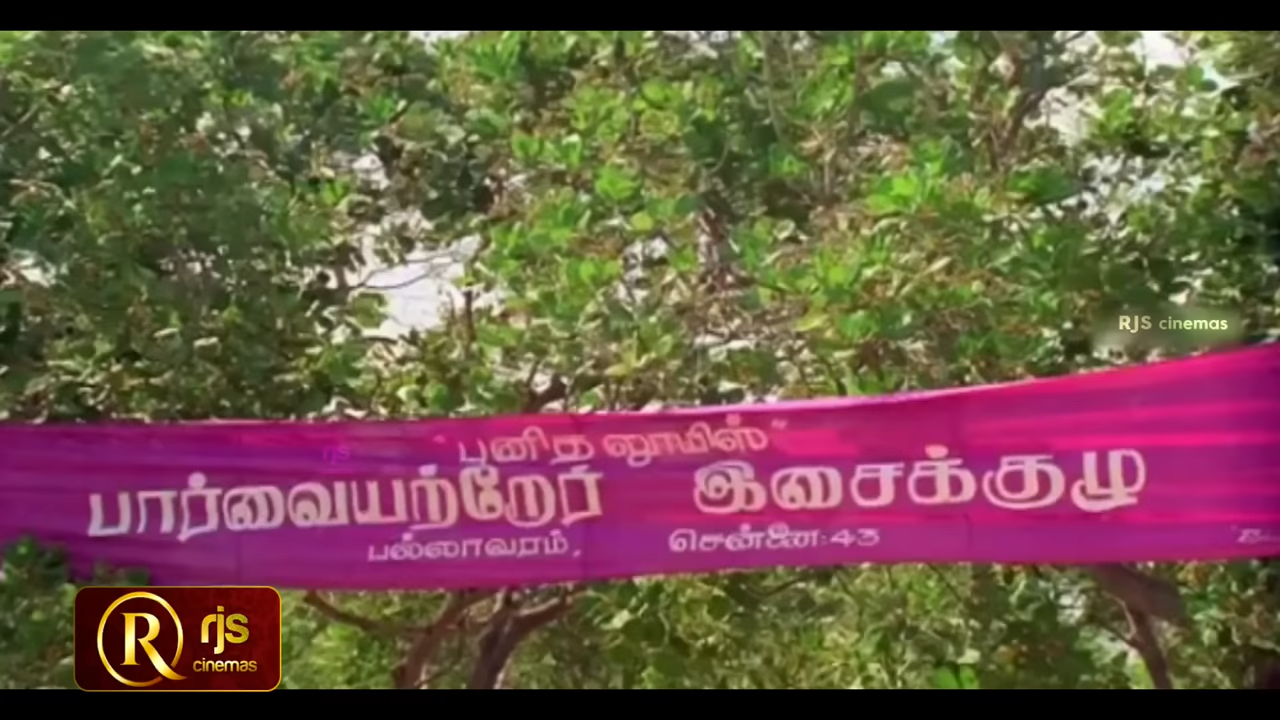 RJS cinemas
"புனித லூயிஸ்"
பார்வையற்றோர் இசைக்குழு
பல்லாவரம், சென்னை:43
R rjs
cinemas